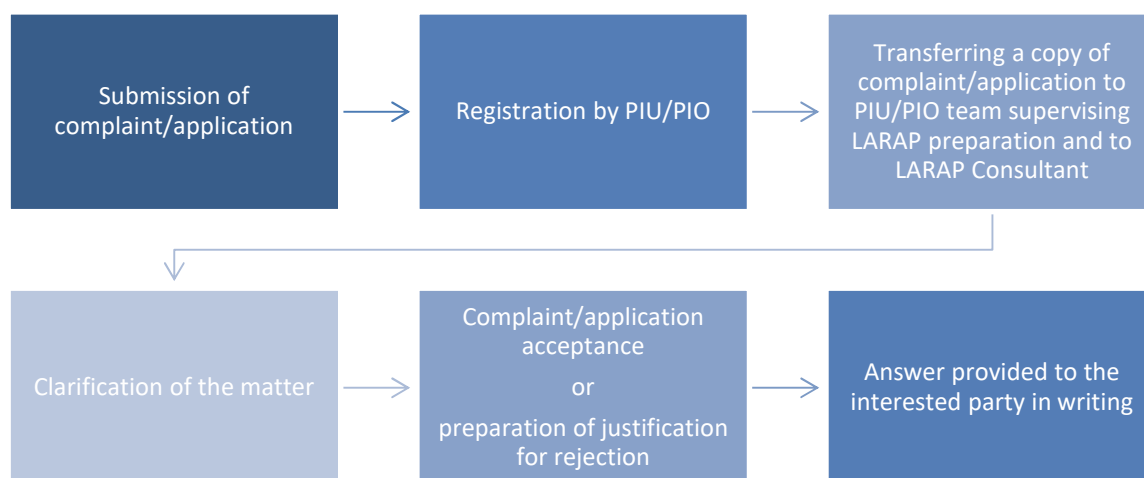 Submission of
complaint/application
Registration by PIU/PIO
Transferring a copy of
complaint/application to
PIU/PIO team supervising
LARAP preparation and to
LARAP Consultant
Clarification of the matter
Complaint/application
acceptance
or
preparation of justification
for rejection
Answer provided to the
interested party in writing